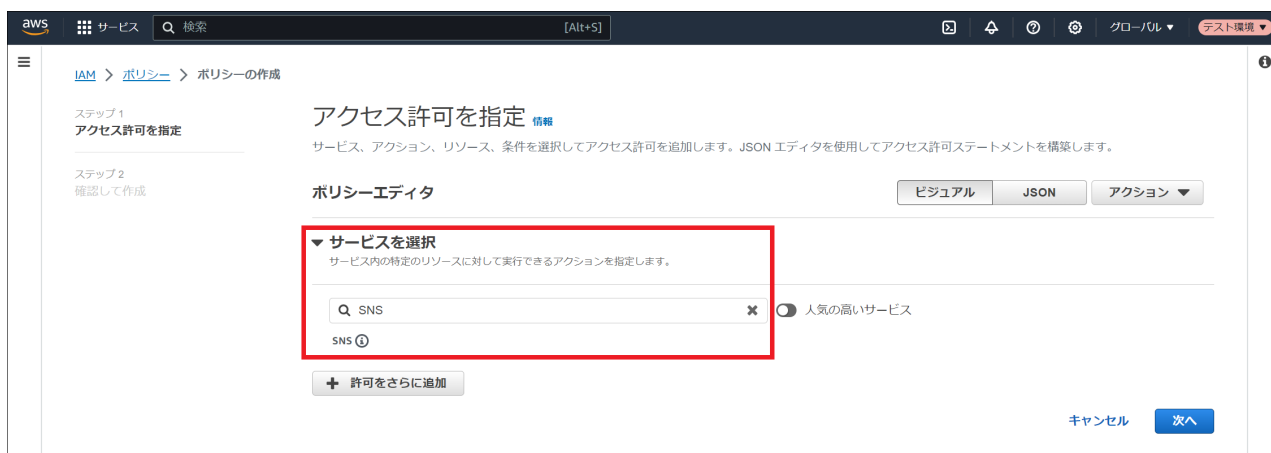 aws サービス 検索 [Alt+S] グローバル ▼ テスト環境 ▼
IAM > ポリシー > ポリシーの作成
ステップ 1
アクセス許可を指定
ステップ 2
確認して作成
アクセス許可を指定 情報
サービス、アクション、リソース、条件を選択してアクセス許可を追加します。JSON エディタを使用してアクセス許可ステートメントを構築します。
ポリシーエディタ
ビジュアル JSON アクション ▼
▼ サービスを選択
サービス内の特定のリソースに対して実行できるアクションを指定します。
SNS
人気の高いサービス
SNS
+ 許可をさらに追加
キャンセル 次へ